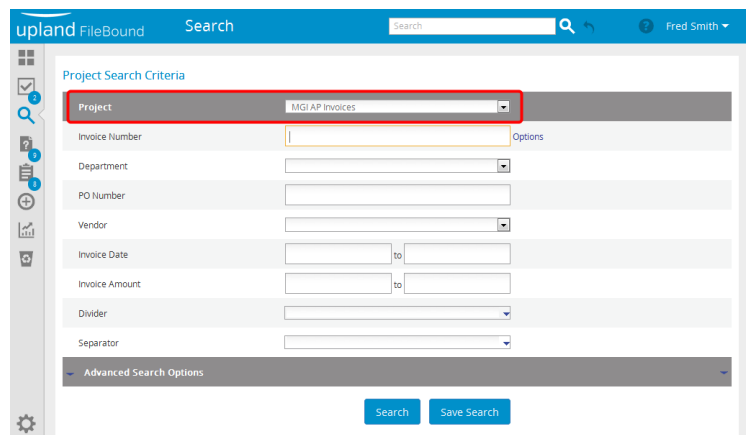 upland FileBound Search Search Fred Smith
Project Search Criteria
Project MGI AP Invoices
Invoice Number Options
Department
PO Number
Vendor
Invoice Date to
Invoice Amount to
Divider
Separator
Advanced Search Options
Search Save Search
2
9
8